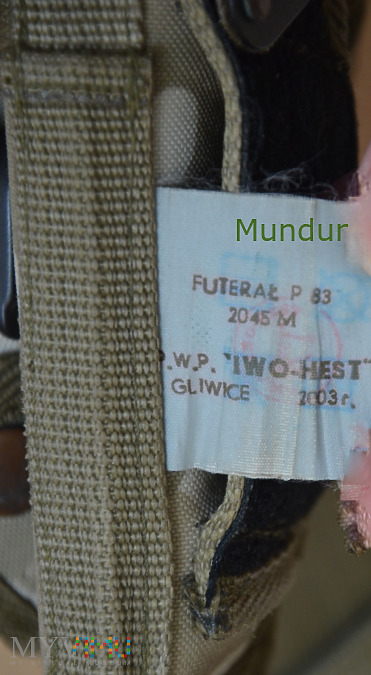 Mundur
FUTERAŁ P 83
2045 M
.W.P. "IWO-HEST"
GLIWICE 2003 r.